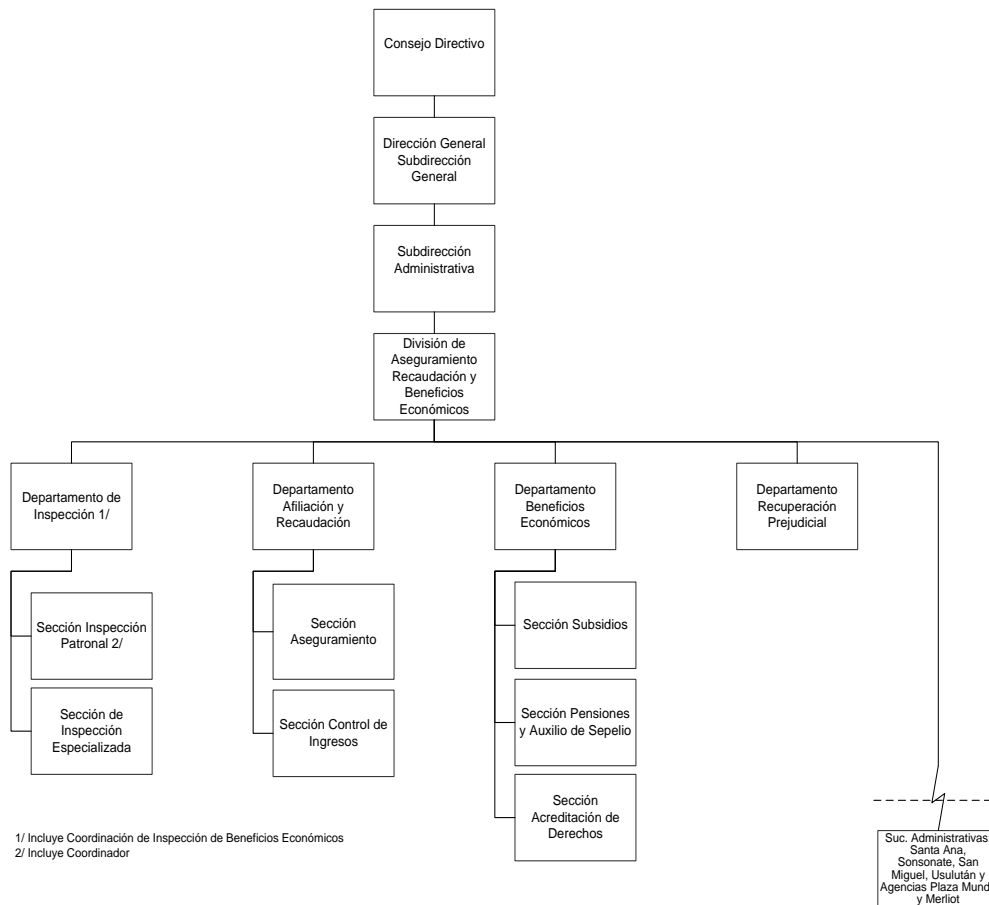 Consejo Directivo
Dirección General
Subdirección
General
Subdirección
Administrativa
División de
Aseguramiento
Recaudación y
Beneficios
Económicos
Departamento de
Inspección 1/
Departamento
Afiliación y
Recaudación
Departamento
Beneficios
Económicos
Departamento
Recuperación
Prejudicial
Sección Inspección
Patronal 2/
Sección
Aseguramiento
Sección Subsidios
Sección de
Inspección
Especializada
Sección Control de
Ingresos
Sección Pensiones
y Auxilio de Sepelio
Sección
Acreditación de
Derechos
1/ Incluye Coordinación de Inspección de Beneficios Económicos
2/ Incluye Coordinador
Suc. Administrativas
Santa Ana,
Sonsonate, San
Miguel, Usulután y
Agencias Plaza Mund
y Merliot